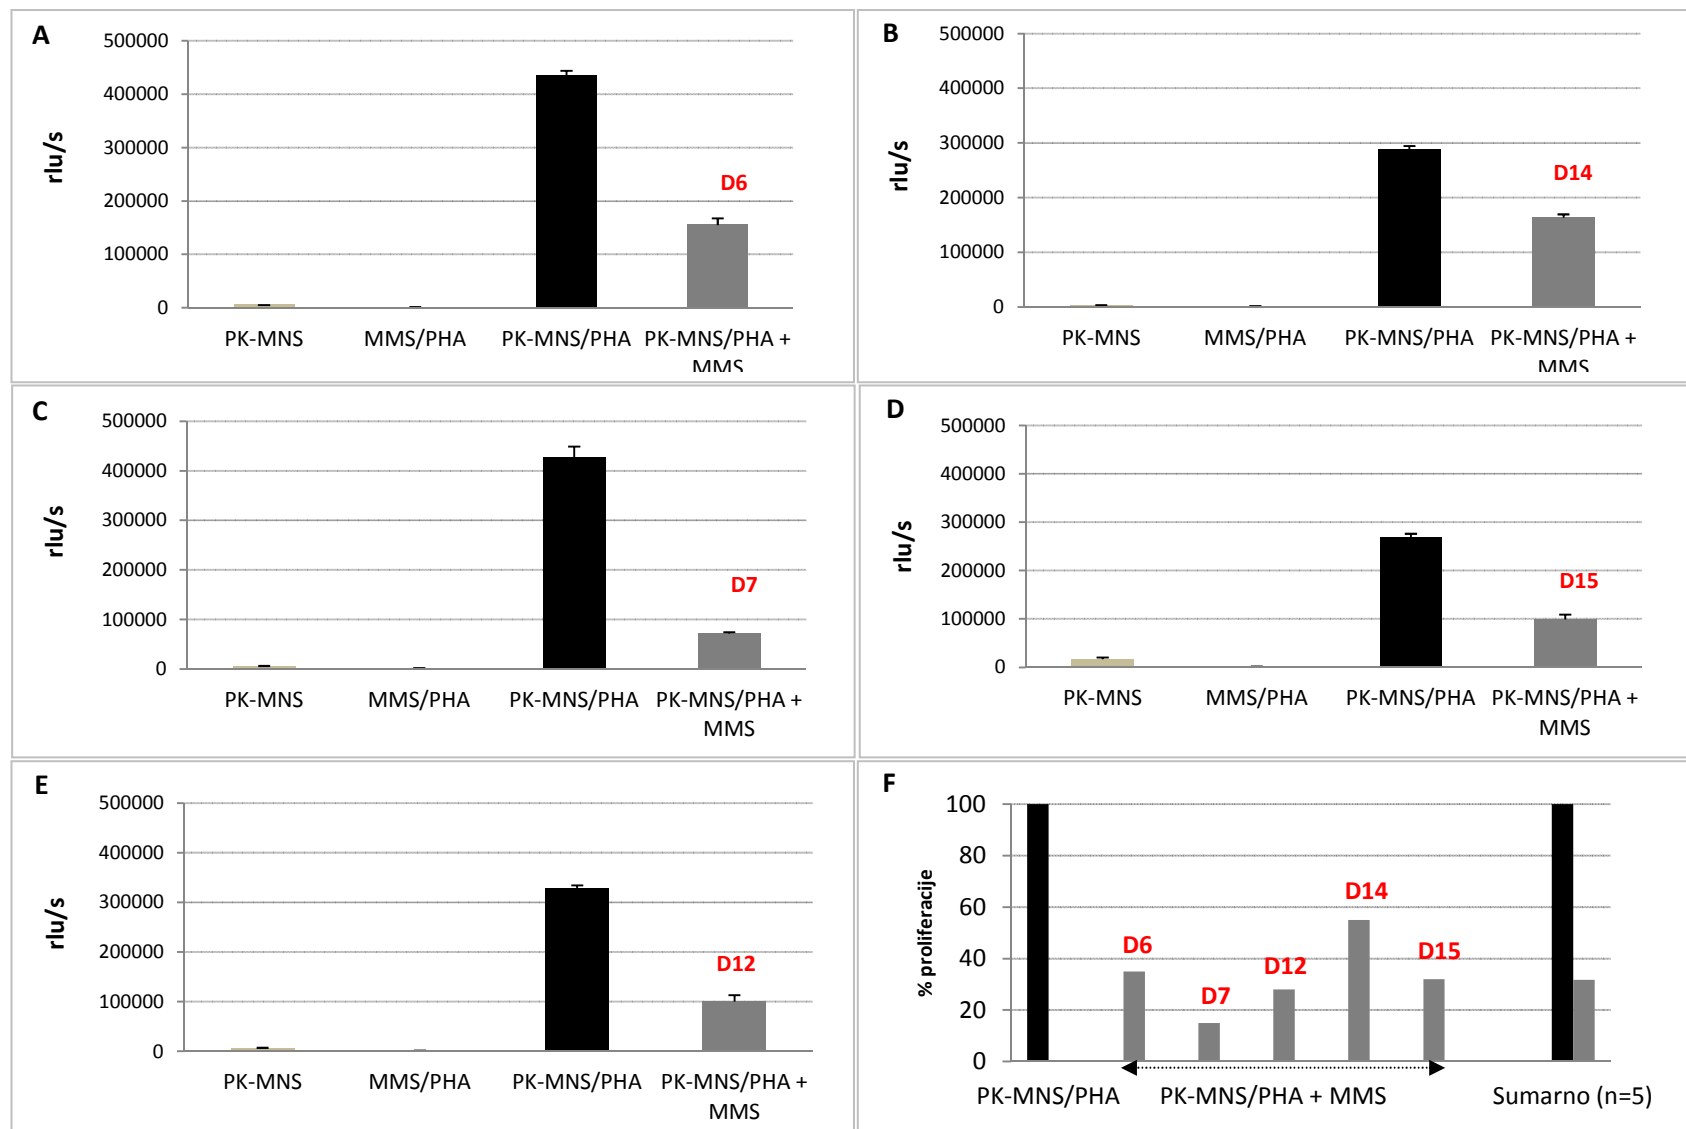 A
500000
400000
300000
200000
100000
0
rlu/s
D6
PK-MNS MMS/PHA PK-MNS/PHA PK-MNS/PHA +
MMS
B
500000
400000
300000
200000
100000
0
rlu/s
D14
PK-MNS MMS/PHA PK-MNS/PHA PK-MNS/PHA +
MMS
C
500000
400000
300000
200000
100000
0
rlu/s
D7
PK-MNS MMS/PHA PK-MNS/PHA PK-MNS/PHA +
MMS
D
500000
400000
300000
200000
100000
0
rlu/s
D15
PK-MNS MMS/PHA PK-MNS/PHA PK-MNS/PHA +
MMS
E
500000
400000
300000
200000
100000
0
rlu/s
D12
PK-MNS MMS/PHA PK-MNS/PHA PK-MNS/PHA +
MMS
F
100
80
60
40
20
0
% proliferacije
D6 D7 D12 D14 D15
PK-MNS/PHA PK-MNS/PHA + MMS Sumarno (n=5)